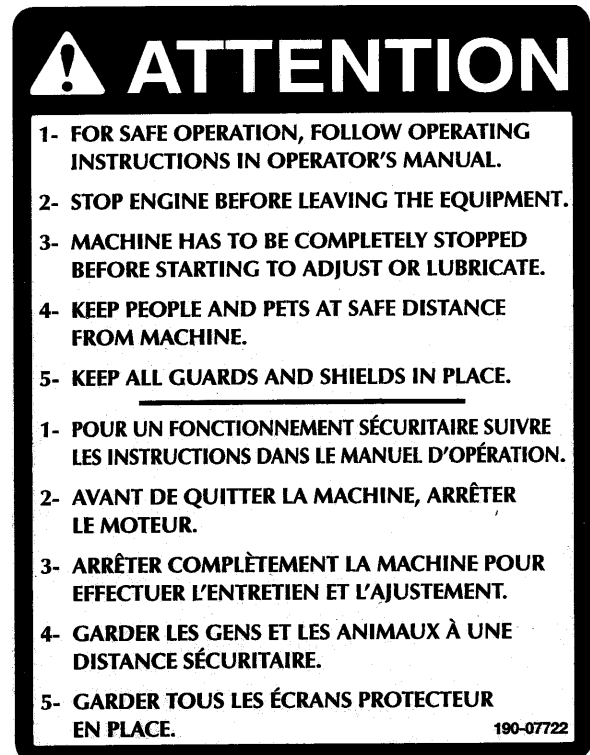 ATTENTION
1- FOR SAFE OPERATION, FOLLOW OPERATING
INSTRUCTIONS IN OPERATOR'S MANUAL.
2- STOP ENGINE BEFORE LEAVING THE EQUIPMENT.
3- MACHINE HAS TO BE COMPLETELY STOPPED
BEFORE STARTING TO ADJUST OR LUBRICATE.
4- KEEP PEOPLE AND PETS AT SAFE DISTANCE
FROM MACHINE.
5- KEEP ALL GUARDS AND SHIELDS IN PLACE.
1- POUR UN FONCTIONNEMENT SÉCURITAIRE SUIVRE
LES INSTRUCTIONS DANS LE MANUEL D'OPÉRATION.
2- AVANT DE QUITTER LA MACHINE, ARRÊTER
LE MOTEUR.
3- ARRÊTER COMPLÈTEMENT LA MACHINE POUR
EFFECTUER L'ENTRETIEN ET L'AJUSTEMENT.
4- GARDER LES GENS ET LES ANIMAUX À UNE
DISTANCE SÉCURITAIRE.
5- GARDER TOUS LES ÉCRANS PROTECTEUR
EN PLACE.
190-07722